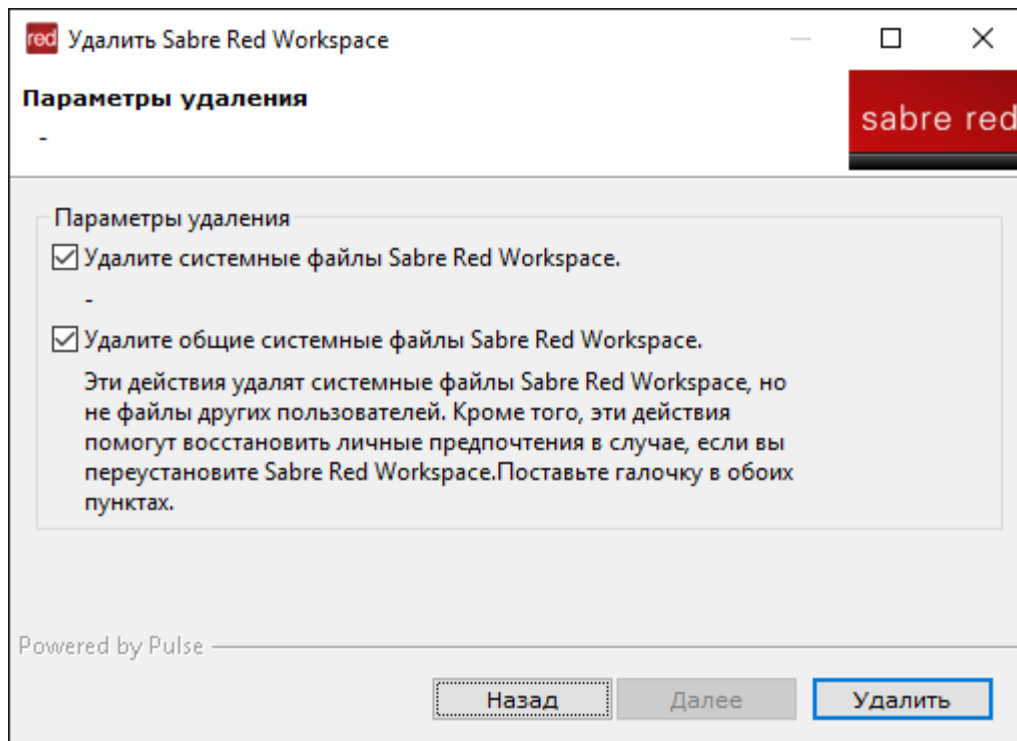 red Удалить Sabre Red Workspace
Параметры удаления
-
sabre red
Параметры удаления
Удалите системные файлы Sabre Red Workspace.
-
Удалите общие системные файлы Sabre Red Workspace.
Эти действия удалят системные файлы Sabre Red Workspace, но
не файлы других пользователей. Кроме того, эти действия
помогут восстановить личные предпочтения в случае, если вы
переустановите Sabre Red Workspace.Поставьте галочку в обоих
пунктах.
Powered by Pulse
Назад Далее Удалить